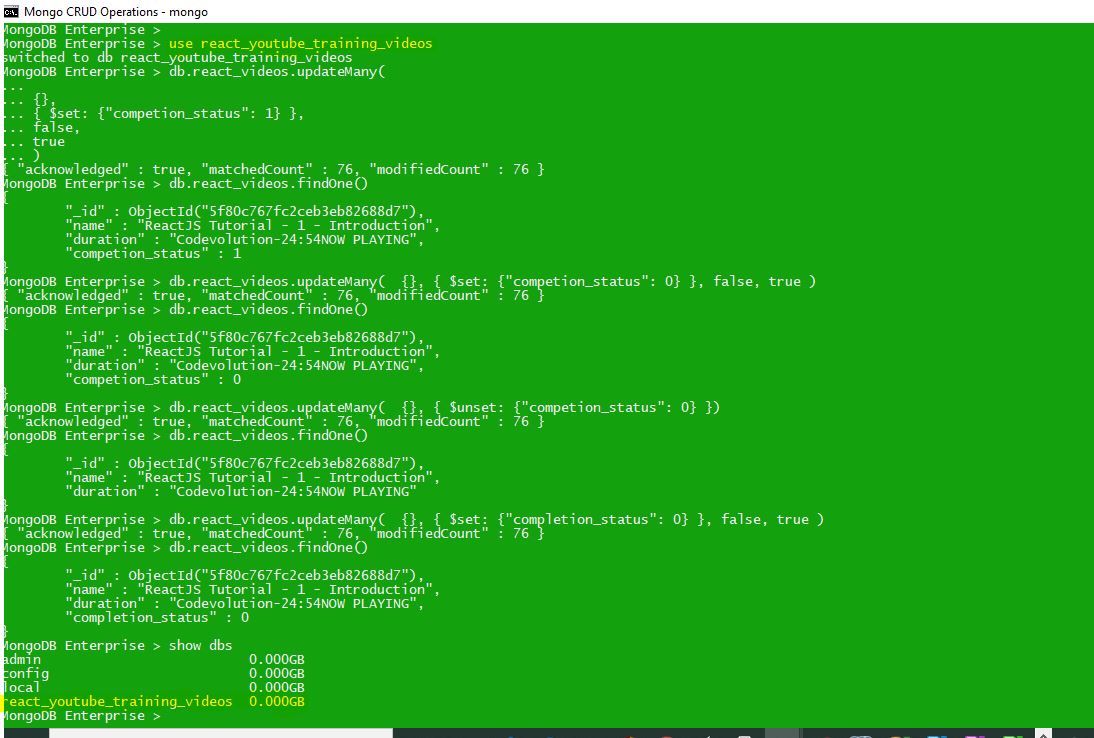 Mongo CRUD Operations - mongo
MongoDB Enterprise >
MongoDB Enterprise > use react_youtube_training_videos
switched to db react_youtube_training_videos
MongoDB Enterprise > db.react_videos.updateMany(
...
... {},
... { $set: {"competion_status": 1} },
... false,
... true
... )
{ "acknowledged" : true, "matchedCount" : 76, "modifiedCount" : 76 }
MongoDB Enterprise > db.react_videos.findOne()
{
        "_id" : ObjectId("5f80c767fc2ceb3eb82688d7"),
        "name" : "ReactJS Tutorial - 1 - Introduction",
        "duration" : "Codevolution-24:54NOW PLAYING",
        "competion_status" : 1
}
MongoDB Enterprise > db.react_videos.updateMany(  {}, { $set: {"competion_status": 0} }, false, true )
{ "acknowledged" : true, "matchedCount" : 76, "modifiedCount" : 76 }
MongoDB Enterprise > db.react_videos.findOne()
{
        "_id" : ObjectId("5f80c767fc2ceb3eb82688d7"),
        "name" : "ReactJS Tutorial - 1 - Introduction",
        "duration" : "Codevolution-24:54NOW PLAYING",
        "competion_status" : 0
}
MongoDB Enterprise > db.react_videos.updateMany(  {}, { $unset: {"competion_status": 0} })
{ "acknowledged" : true, "matchedCount" : 76, "modifiedCount" : 76 }
MongoDB Enterprise > db.react_videos.findOne()
{
        "_id" : ObjectId("5f80c767fc2ceb3eb82688d7"),
        "name" : "ReactJS Tutorial - 1 - Introduction",
        "duration" : "Codevolution-24:54NOW PLAYING"
}
MongoDB Enterprise > db.react_videos.updateMany(  {}, { $set: {"completion_status": 0} }, false, true )
{ "acknowledged" : true, "matchedCount" : 76, "modifiedCount" : 76 }
MongoDB Enterprise > db.react_videos.findOne()
{
        "_id" : ObjectId("5f80c767fc2ceb3eb82688d7"),
        "name" : "ReactJS Tutorial - 1 - Introduction",
        "duration" : "Codevolution-24:54NOW PLAYING",
        "completion_status" : 0
}
MongoDB Enterprise > show dbs
admin                          0.000GB
config                         0.000GB
local                          0.000GB
react_youtube_training_videos  0.000GB
MongoDB Enterprise >